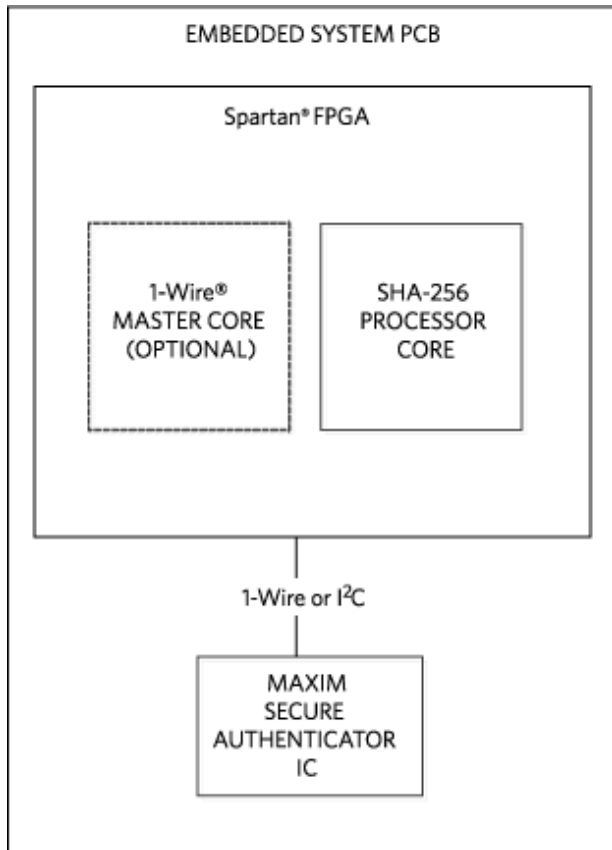 EMBEDDED SYSTEM PCB
Spartan® FPGA
1-Wire®
MASTER CORE
(OPTIONAL)
SHA-256
PROCESSOR
CORE
1-Wire or I²C
MAXIM
SECURE
AUTHENTICATOR
IC